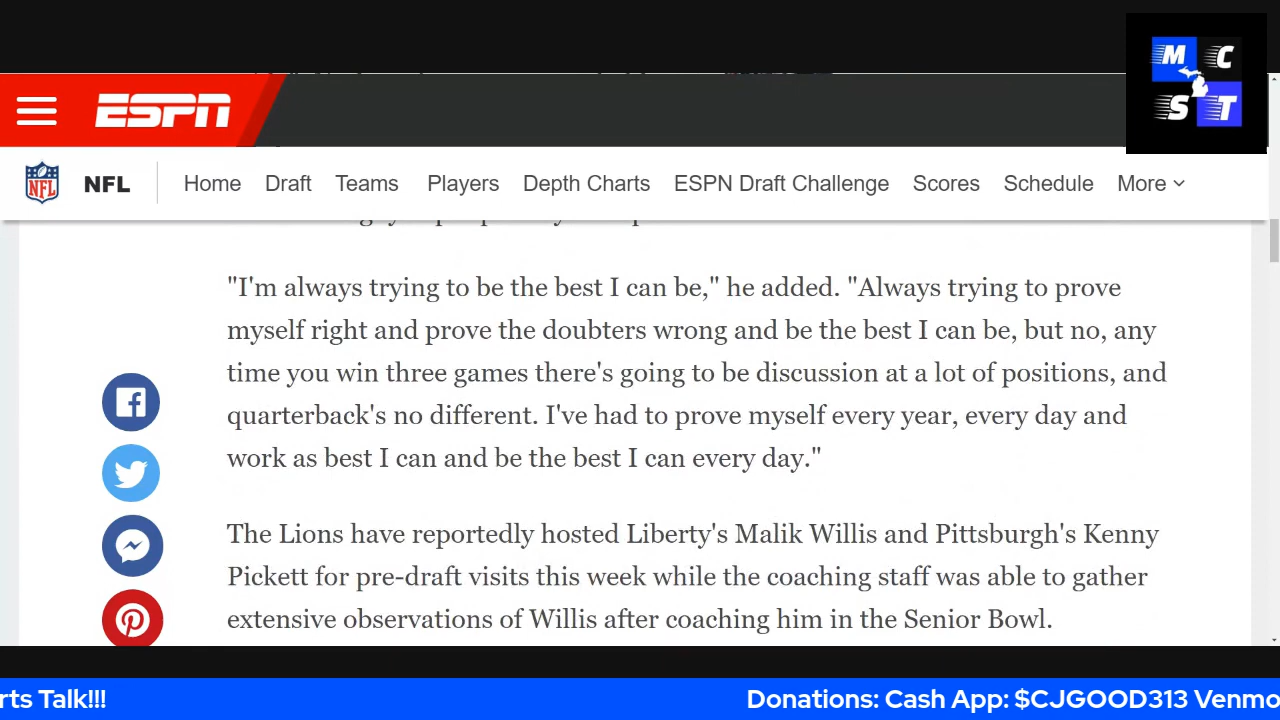 M C
S T
ESPN
NFL NFL Home Draft Teams Players Depth Charts ESPN Draft Challenge Scores Schedule More
"I'm always trying to be the best I can be," he added. "Always trying to prove
myself right and prove the doubters wrong and be the best I can be, but no, any
time you win three games there's going to be discussion at a lot of positions, and
quarterback's no different. I've had to prove myself every year, every day and
work as best I can and be the best I can every day."
The Lions have reportedly hosted Liberty's Malik Willis and Pittsburgh's Kenny
Pickett for pre-draft visits this week while the coaching staff was able to gather
extensive observations of Willis after coaching him in the Senior Bowl.
rts Talk!!! Donations: Cash App: $CJGOOD313 Venmo